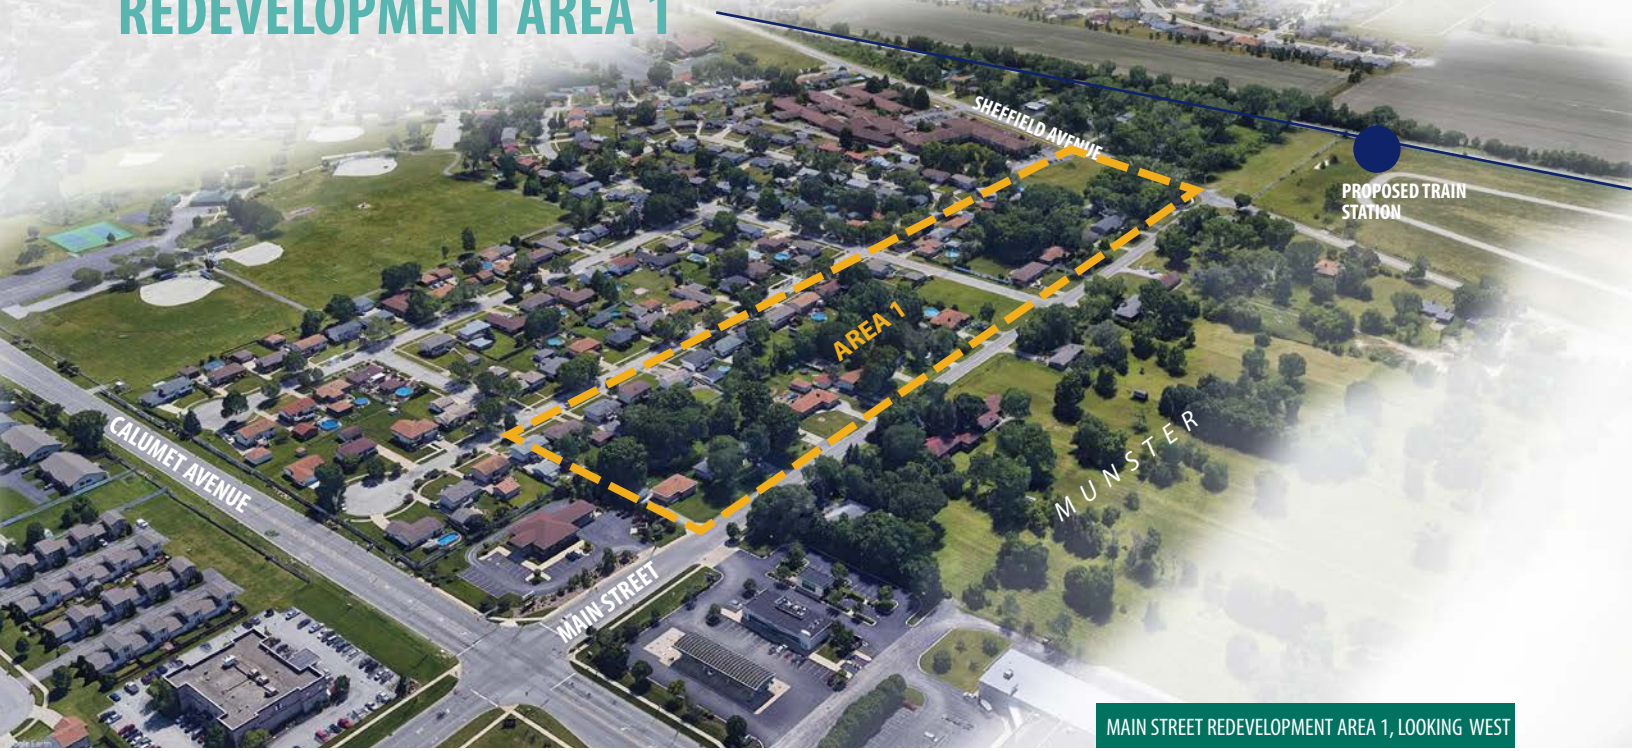 REDEVELOPMENT AREA 1
SHEFFIELD AVENUE
PROPOSED TRAIN
STATION
AREA 1
MUNSTER
CALUMET AVENUE
MAIN STREET
MAIN STREET REDEVELOPMENT AREA 1, LOOKING WEST